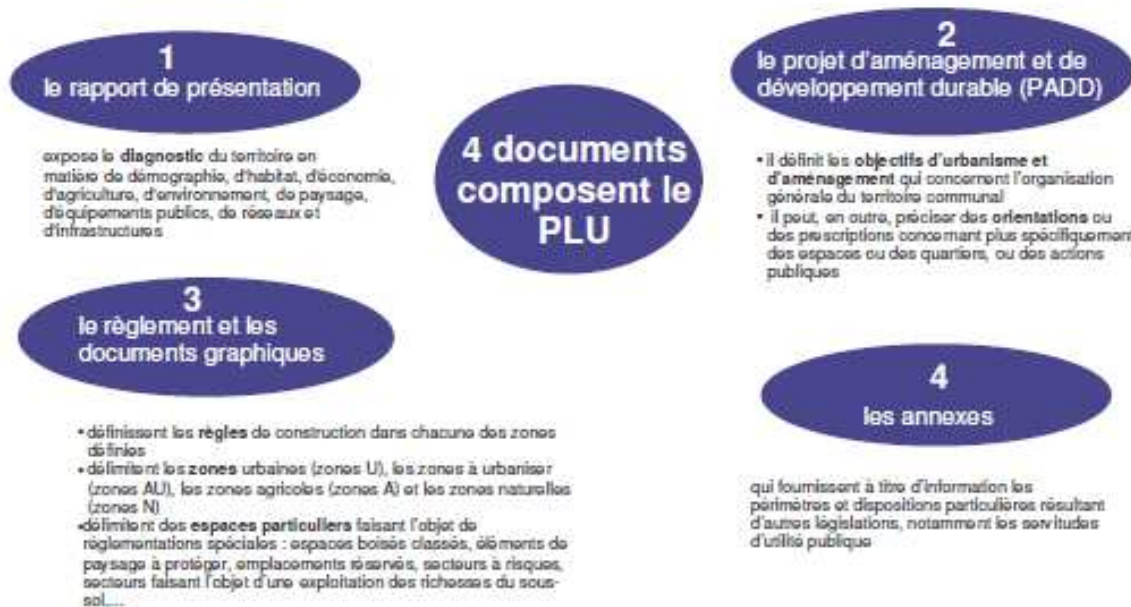 4 documents
composent le
PLU
1
le rapport de présentation
expose le diagnostic du territoire en
matière de démographie, d'habitat, d'économie,
d'agriculture, d'environnement, de paysage,
d'équipements publics, de réseaux et
d'infrastructures
2
le projet d'aménagement et de
développement durable (PADD)
• il définit les objectifs d'urbanisme et
d'aménagement qui concernent l'organisation
générale du territoire communal
• il peut, en outre, préciser des orientations ou
des prescriptions concernant plus spécifiquement
des espaces ou des quartiers, ou des actions
publiques
3
le règlement et les
documents graphiques
• définissent les règles de construction dans chacune des zones
définies
• délimitent les zones urbaines (zones U), les zones à urbaniser
(zones AU), les zones agricoles (zones A) et les zones naturelles
(zones N)
• délimitent des espaces particuliers faisant l'objet de
réglementations spéciales : espaces boisés classés, éléments de
paysage à protéger, emplacements réservés, secteurs à risques,
secteurs faisant l'objet d'une exploitation des richesses du sous-
sol,...
4
les annexes
qui fournissent à titre d'information les
périmètres et dispositions particulières résultant
d'autres législations, notamment les servitudes
d'utilité publique